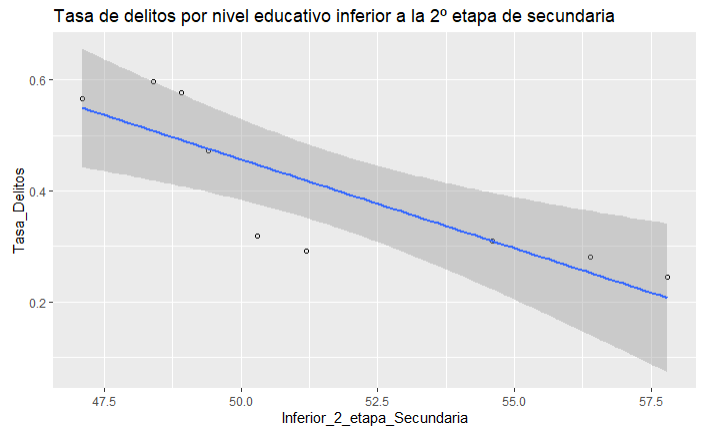 Tasa de delitos por nivel educativo inferior a la 2º etapa de secundaria
Tasa_Delitos
0.6
0.4
0.2
47.5 50.0 52.5 55.0 57.5
Inferior_2_etapa_Secundaria